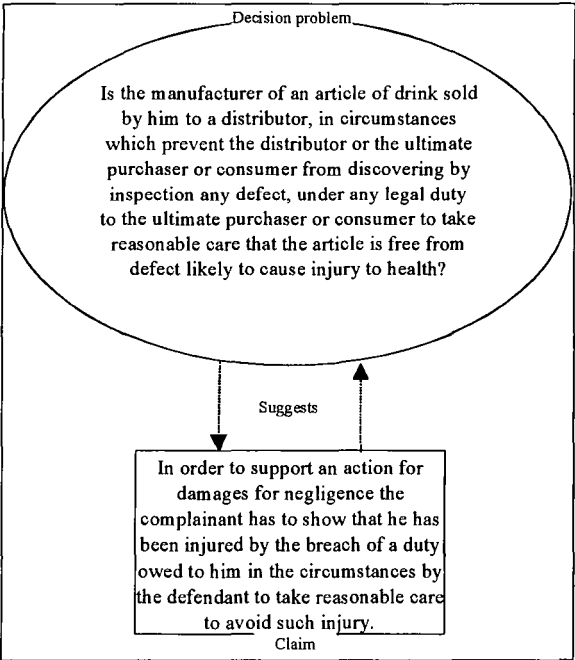 Decision problem
Is the manufacturer of an article of drink sold
by him to a distributor, in circumstances
which prevent the distributor or the ultimate
purchaser or consumer from discovering by
inspection any defect, under any legal duty
to the ultimate purchaser or consumer to take
reasonable care that the article is free from
defect likely to cause injury to health?
Suggests
In order to support an action for
damages for negligence the
complainant has to show that he has
been injured by the breach of a duty
owed to him in the circumstances by
the defendant to take reasonable care
to avoid such injury.
Claim